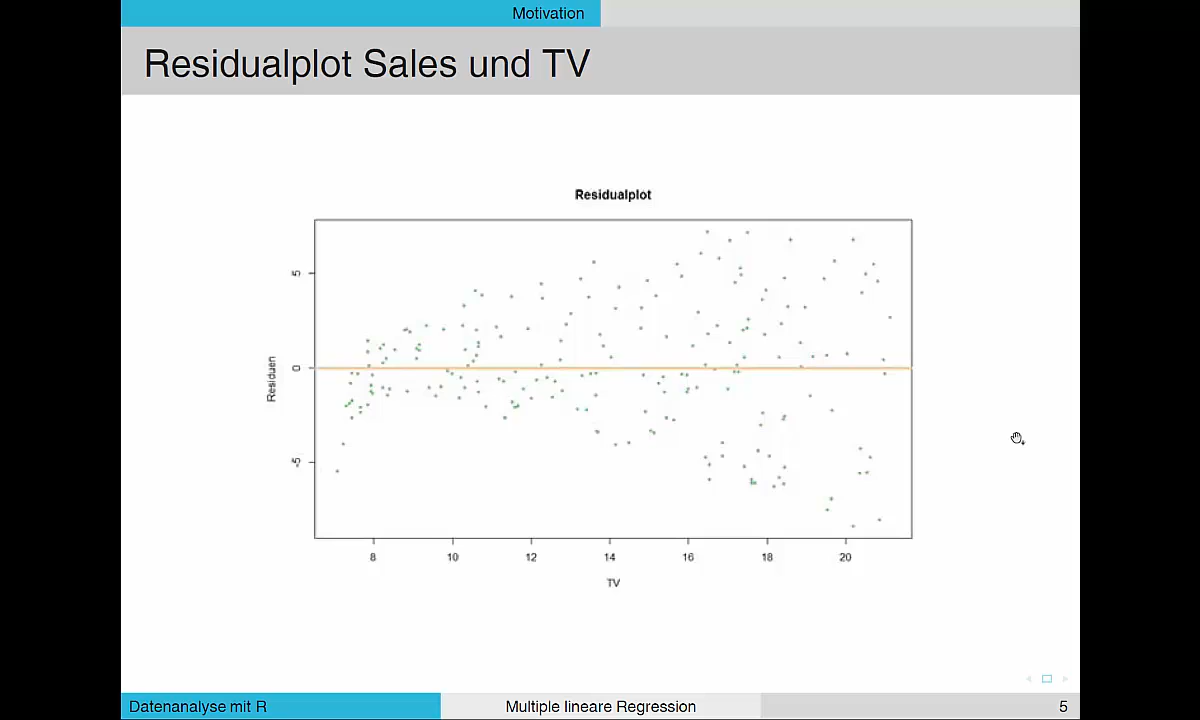 Motivation
Residualplot Sales und TV
Residualplot
5
0
-5
Residuen
8 10 12 14 16 18 20
TV
Datenanalyse mit R Multiple lineare Regression 5